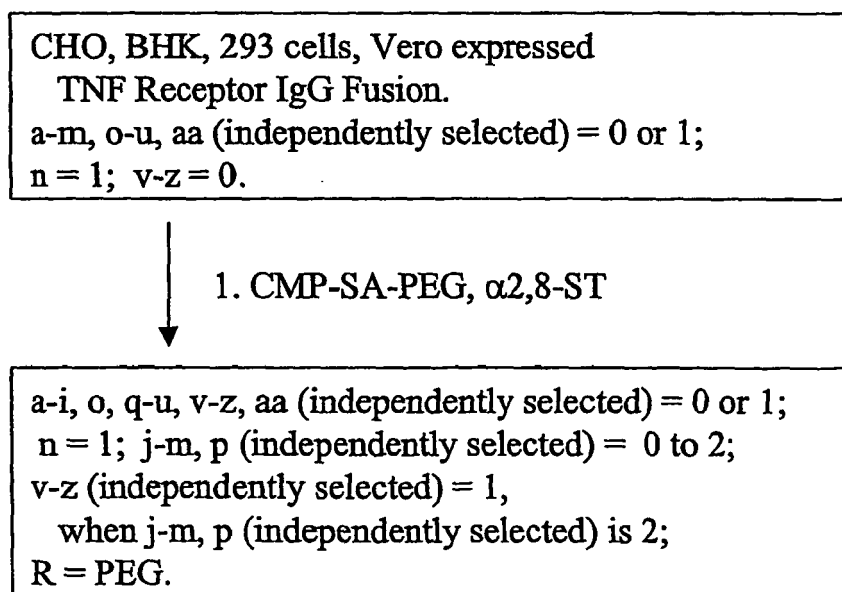 CHO, BHK, 293 cells, Vero expressed
TNF Receptor IgG Fusion.
a-m, o-u, aa (independently selected) = 0 or 1;
n = 1; v-z = 0.
1. CMP-SA-PEG, α2,8-ST
a-i, o, q-u, v-z, aa (independently selected) = 0 or 1;
n = 1; j-m, p (independently selected) = 0 to 2;
v-z (independently selected) = 1,
when j-m, p (independently selected) is 2;
R = PEG.